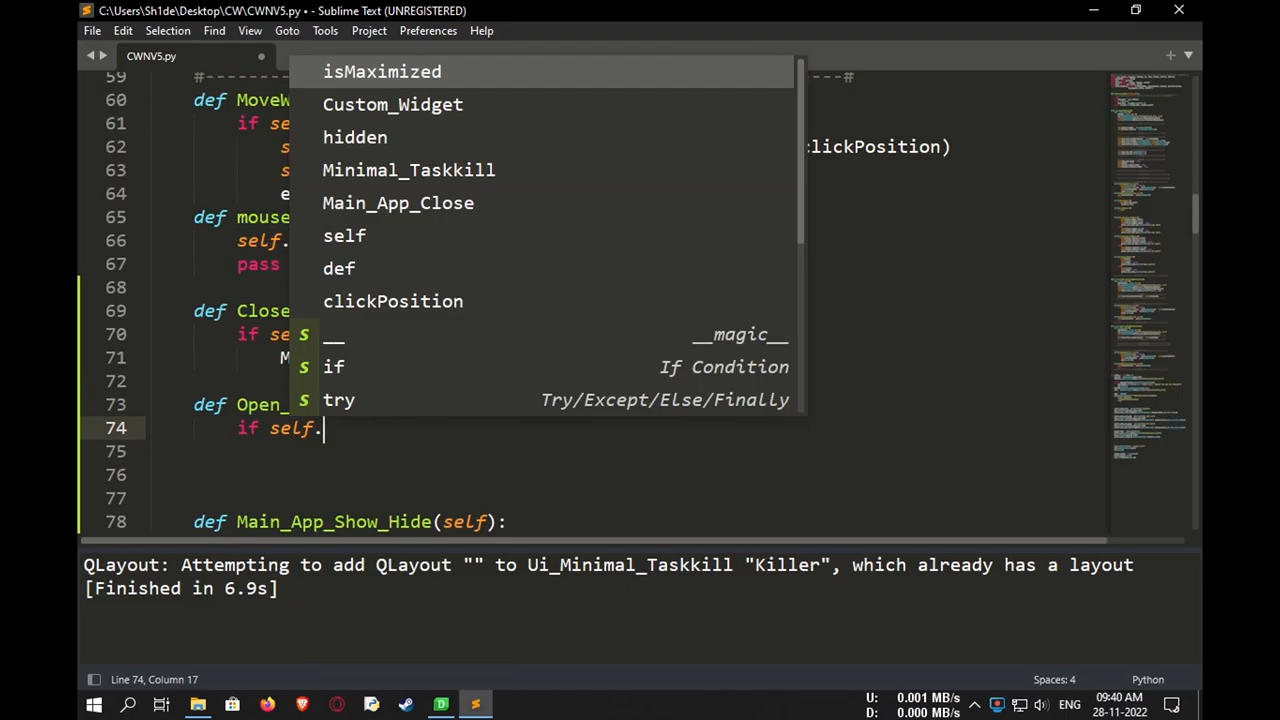 C:\Users\Sh1de\Desktop\CW\CWNV5.py • - Sublime Text (UNREGISTERED)
File Edit Selection Find View Goto Tools Project Preferences Help
CWNV5.py
59 #-- --#
60 def MoveW
61 if se
62 s :lickPosition)
63 s
64 e
65 def mouse
66 self.
67 pass
68
69 def Close
70 if se
71 M
72
73 def Open_
74 if self.
75
76
77
78 def Main_App_Show_Hide(self):
isMaximized
Custom_Widget
hidden
Minimal_Taskkill
Main_App_Close
self
def
clickPosition
S __ __magic__
S if If Condition
S try Try/Except/Else/Finally
QLayout: Attempting to add QLayout "" to Ui_Minimal_Taskkill "Killer", which already has a layout
[Finished in 6.9s]
Line 74, Column 17 Spaces: 4 Python
U: 0.001 MB/s
D: 0.000 MB/s
ENG
09:40 AM
28-11-2022